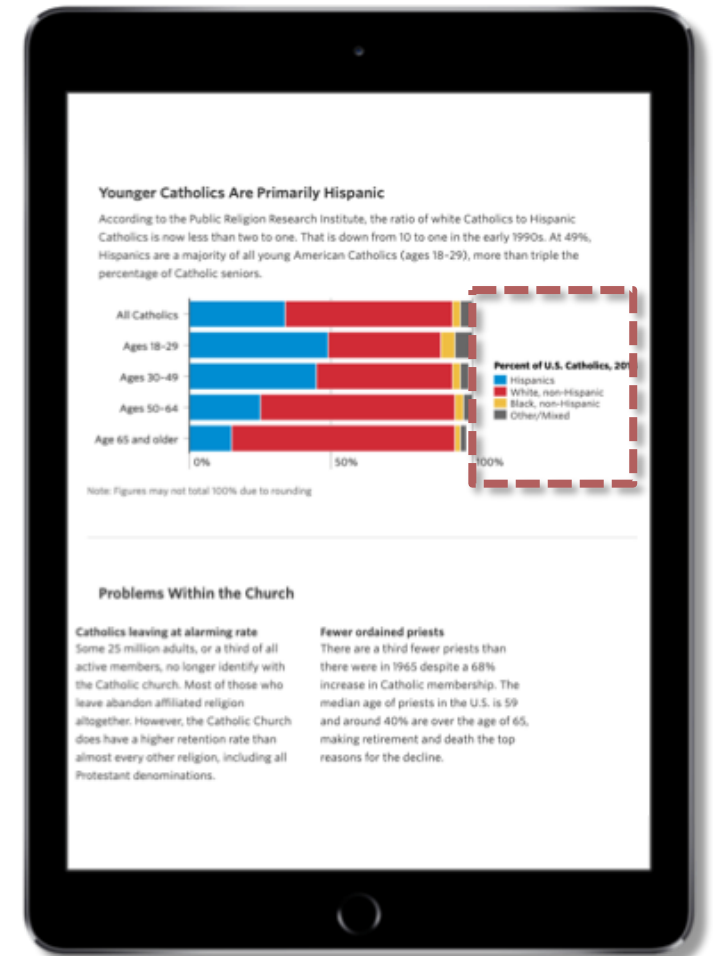 Younger Catholics Are Primarily Hispanic
According to the Public Religion Research Institute, the ratio of white Catholics to Hispanic
Catholics is now less than two to one. That is down from 10 to one in the early 1990s. At 49%,
Hispanics are a majority of all young American Catholics (ages 18–29), more than triple the
percentage of Catholic seniors.
All Catholics
Ages 18–29
Ages 30–49
Ages 50–64
Age 65 and older
0% 50% 100%
Percent of U.S. Catholics,
Hispanics
White, non-Hispanic
Black, non-Hispanic
Other/Mixed
Note: Figures may not total 100% due to rounding
Problems Within the Church
Catholics leaving at alarming rate
Some 25 million adults, or a third of all
active members, no longer identify with
the Catholic church. Most of those who
leave abandon affiliated religion
altogether. However, the Catholic Church
does have a higher retention rate than
almost every other religion, including all
Protestant denominations.
Fewer ordained priests
There are a third fewer priests than
there were in 1965 despite a 68%
increase in Catholic membership. The
median age of priests in the U.S. is 59
and around 40% are over the age of 65,
making retirement and death the top
reasons for the decline.